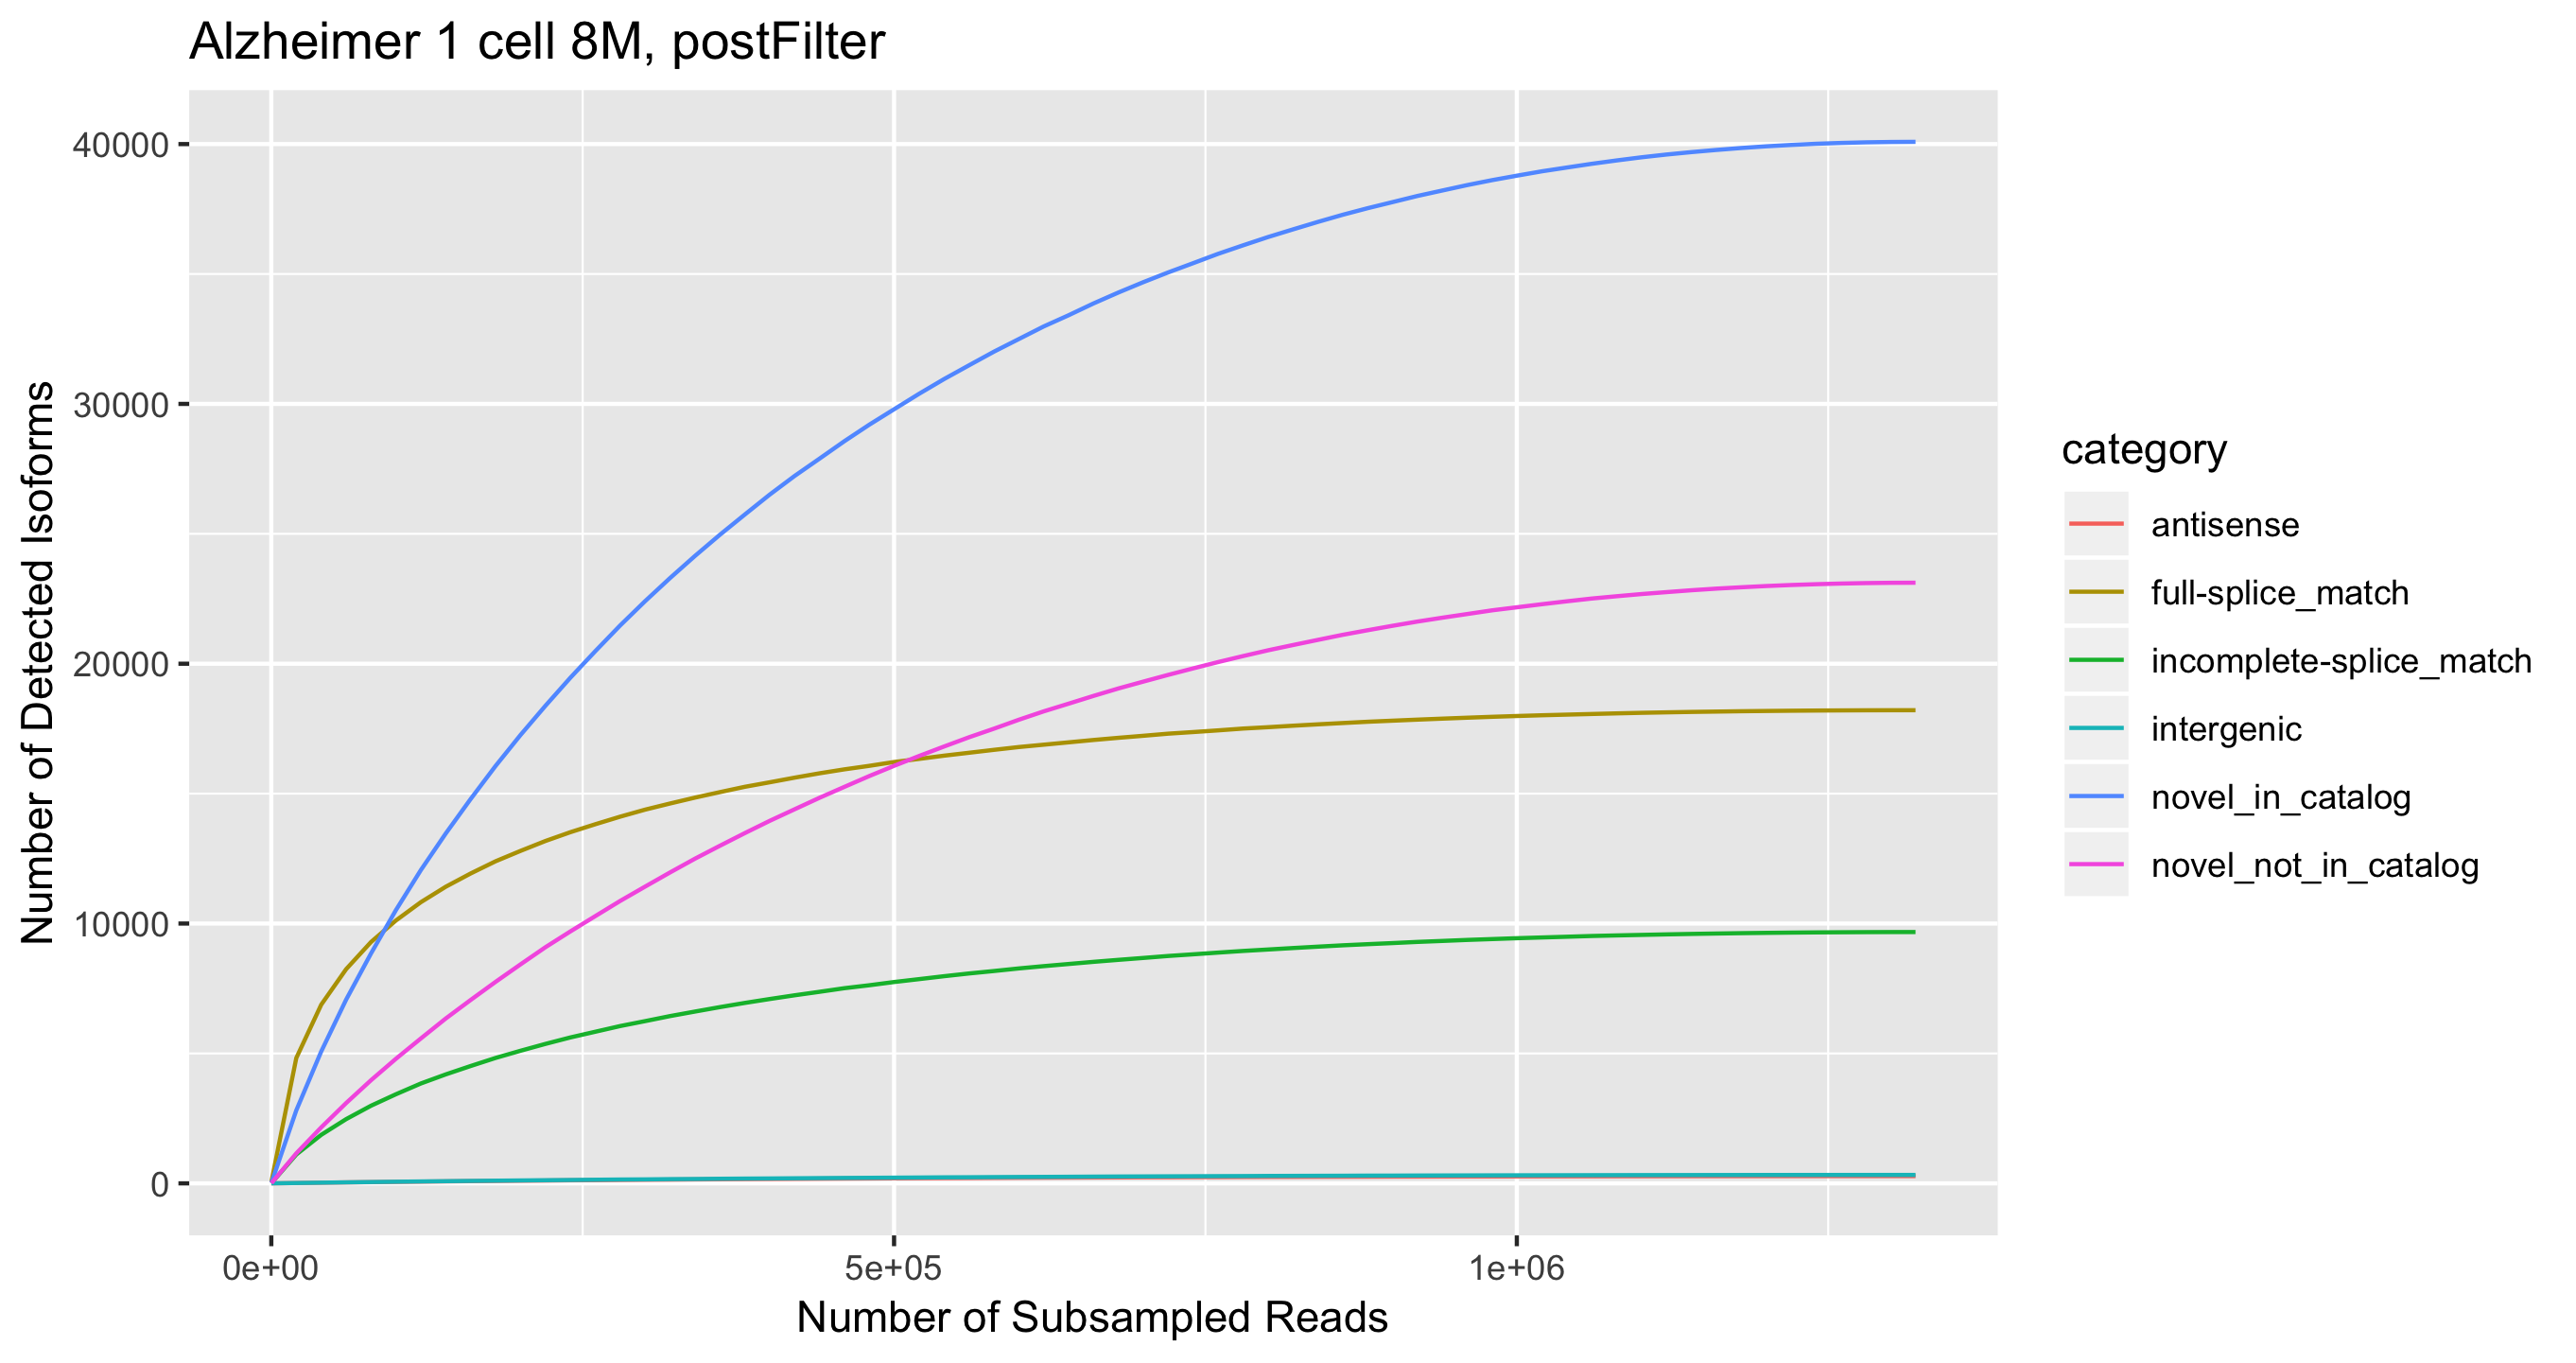 Alzheimer 1 cell 8M, postFilter
Number of Detected Isoforms
40000
30000
20000
10000
0
0e+00
5e+05
1e+06
Number of Subsampled Reads
category
antisense
full-splice_match
incomplete-splice_match
intergenic
novel_in_catalog
novel_not_in_catalog